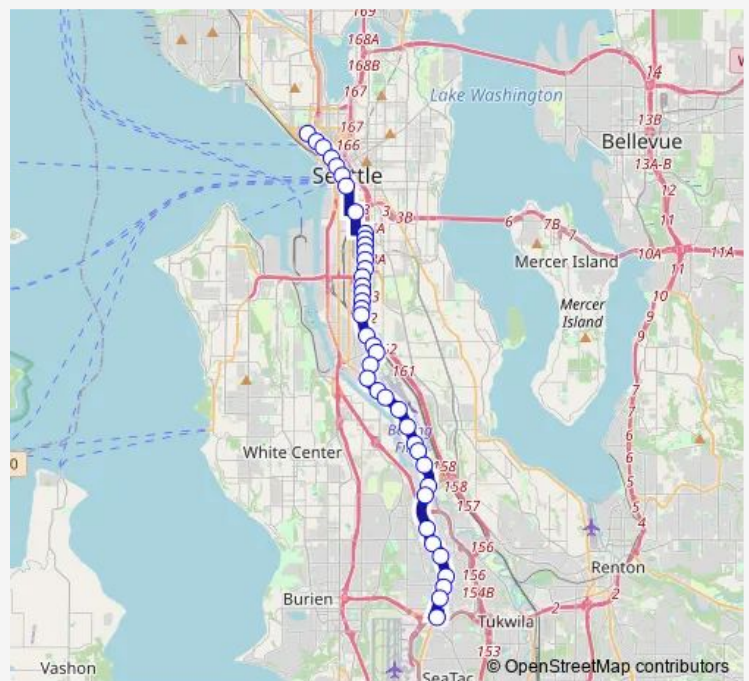 169
168A
168B
14
W
167
Lake Washington
13B
167
166
Bellevue
13A-B
Seattle
12
3
3B
6
7B
7
11
10A
11A
Mercer Island
11
10
Mercer
Island
9
8
161
7
7
6
6
White Center
158
158
5
157
5
0
4
156
Renton
156
154B
Burien
2
2
Tukwila
153
Vashon
SeaTac
© OpenStreetMap contributors